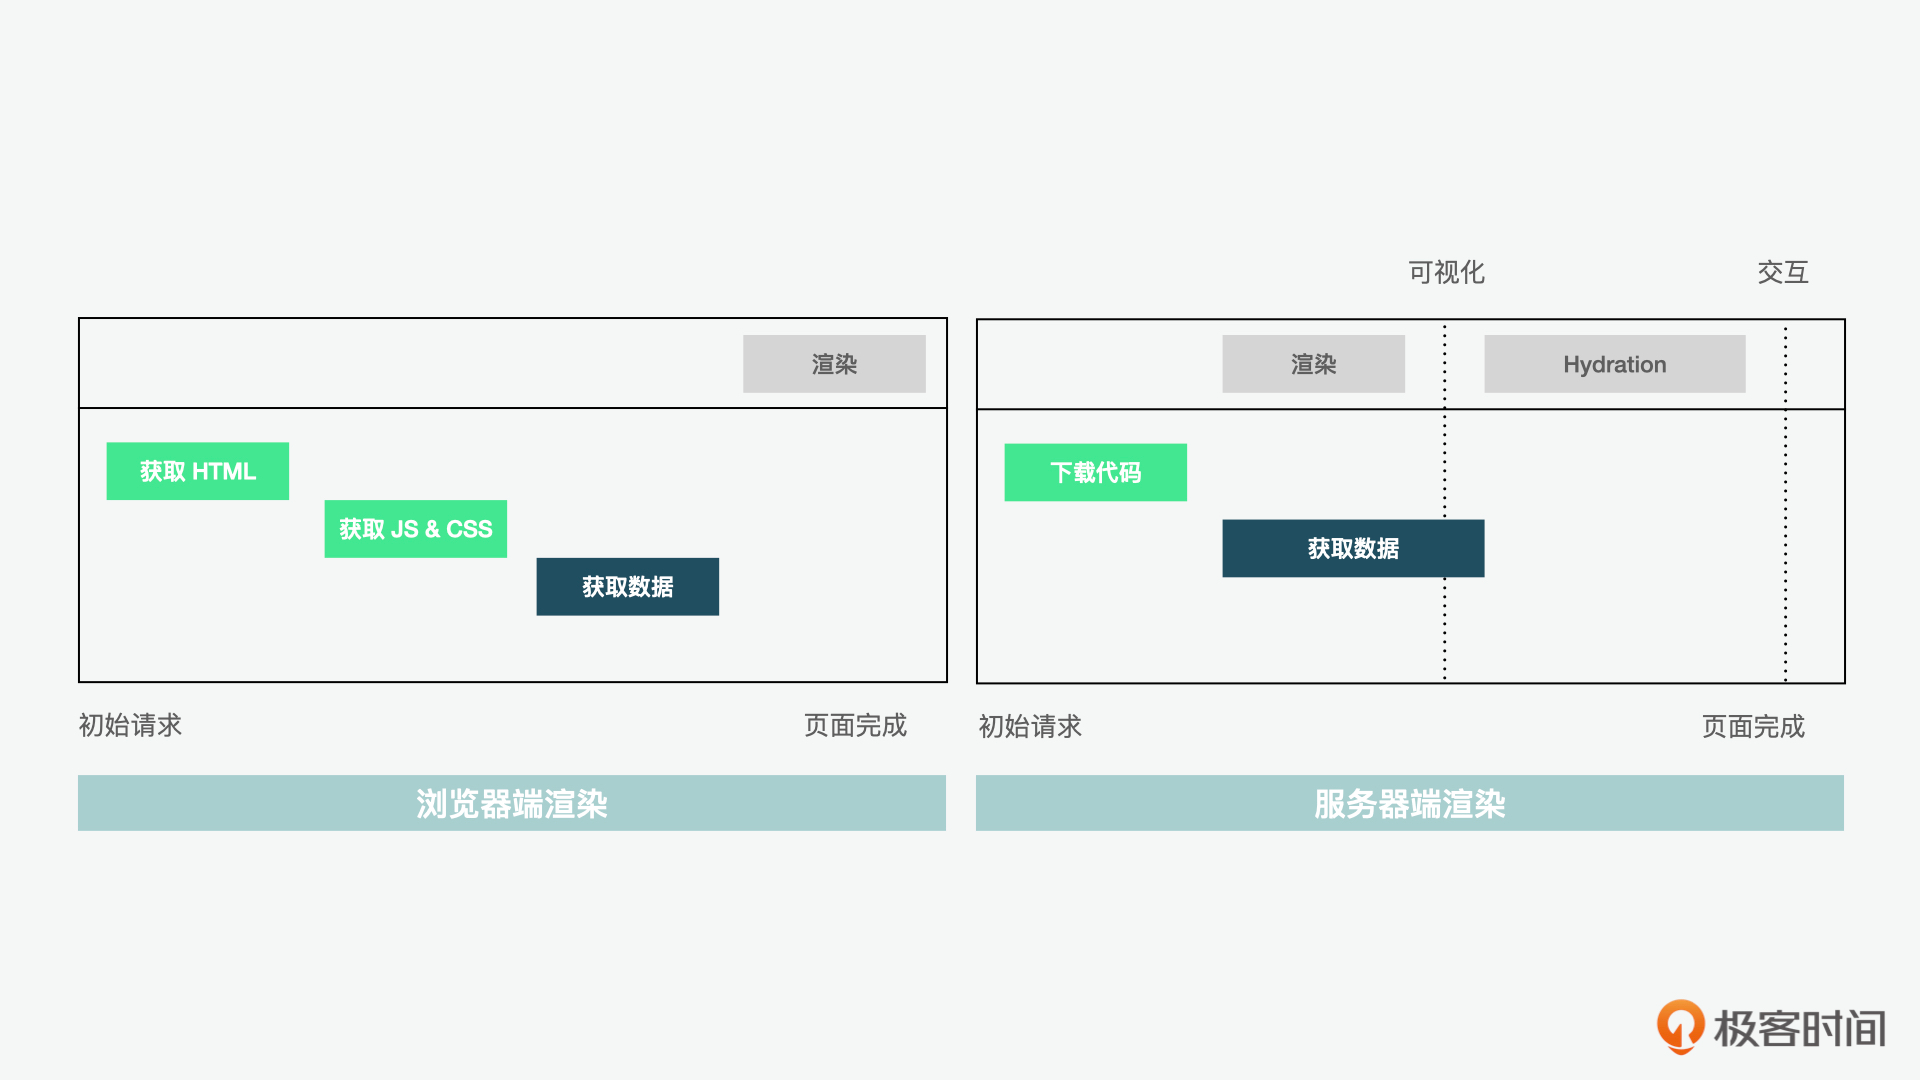 可视化
交互
渲染
获取 HTML
获取 JS & CSS
获取数据
初始请求
页面完成
浏览器端渲染
渲染
Hydration
下载代码
获取数据
初始请求
页面完成
服务器端渲染
极客时间